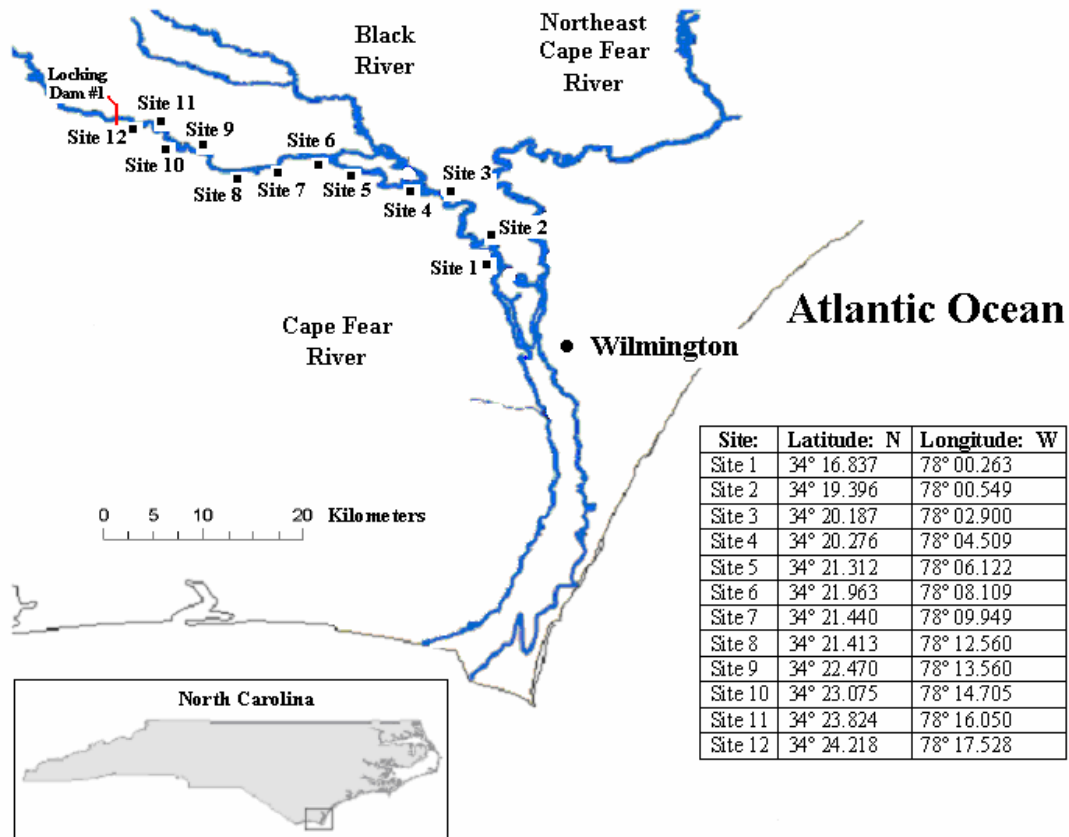 Northeast
Cape Fear
River
Black
River
Locking
Dam #1
Site 11
Site 12
Site 9
Site 10
Site 6
Site 8
Site 7
Site 5
Site 3
Site 4
Site 2
Site 1
Atlantic Ocean
Cape Fear
River
Wilmington
0 5 10 20 Kilometers
Site: Latitude: N Longitude: W
Site 1 34° 16.837 78° 00.263
Site 2 34° 19.396 78° 00.549
Site 3 34° 20.187 78° 02.900
Site 4 34° 20.276 78° 04.509
Site 5 34° 21.312 78° 06.122
Site 6 34° 21.963 78° 08.109
Site 7 34° 21.440 78° 09.949
Site 8 34° 21.413 78° 12.560
Site 9 34° 22.470 78° 13.560
Site 10 34° 23.075 78° 14.705
Site 11 34° 23.824 78° 16.050
Site 12 34° 24.218 78° 17.528
North Carolina